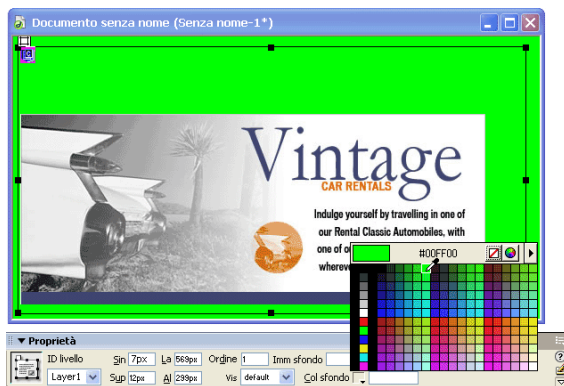 Documento senza nome (Senza nome-1*)
Vintage
CAR RENTALS
Indulge yourself by travelling in one of
our Rental Classic Automobiles, with
one of o
wherev
#00FF00
Proprietà
ID livello Sin 7px La 569px Ordine 1 Imm sfondo
Layer1 Sup 12px Al 299px Vis default Col sfondo